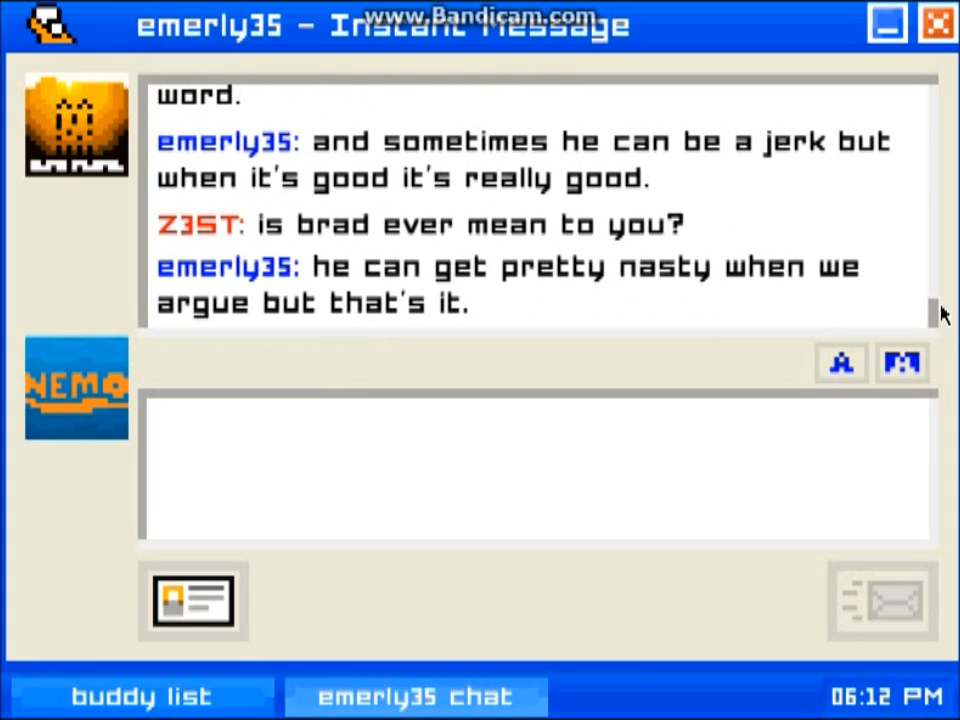 www.Bandicam.com
emerly35 - Instant Message
word.
emerly35: and sometimes he can be a jerk but
when it's good it's really good.
Z3ST: is brad ever mean to you?
emerly35: he can get pretty nasty when we
argue but that's it.
A
NEMO
buddy list
emerly35 chat
06:12 PM